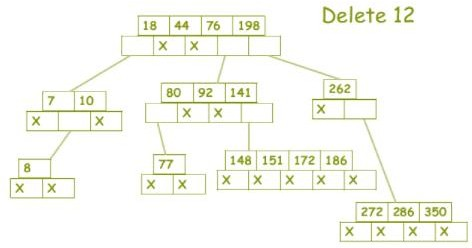 Delete 12
18 44 76 198
X X
7 10
X X
80 92 141
X X
262
X
8
X X
77
X X
148 151 172 186
X X X X X
272 286 350
X X X X